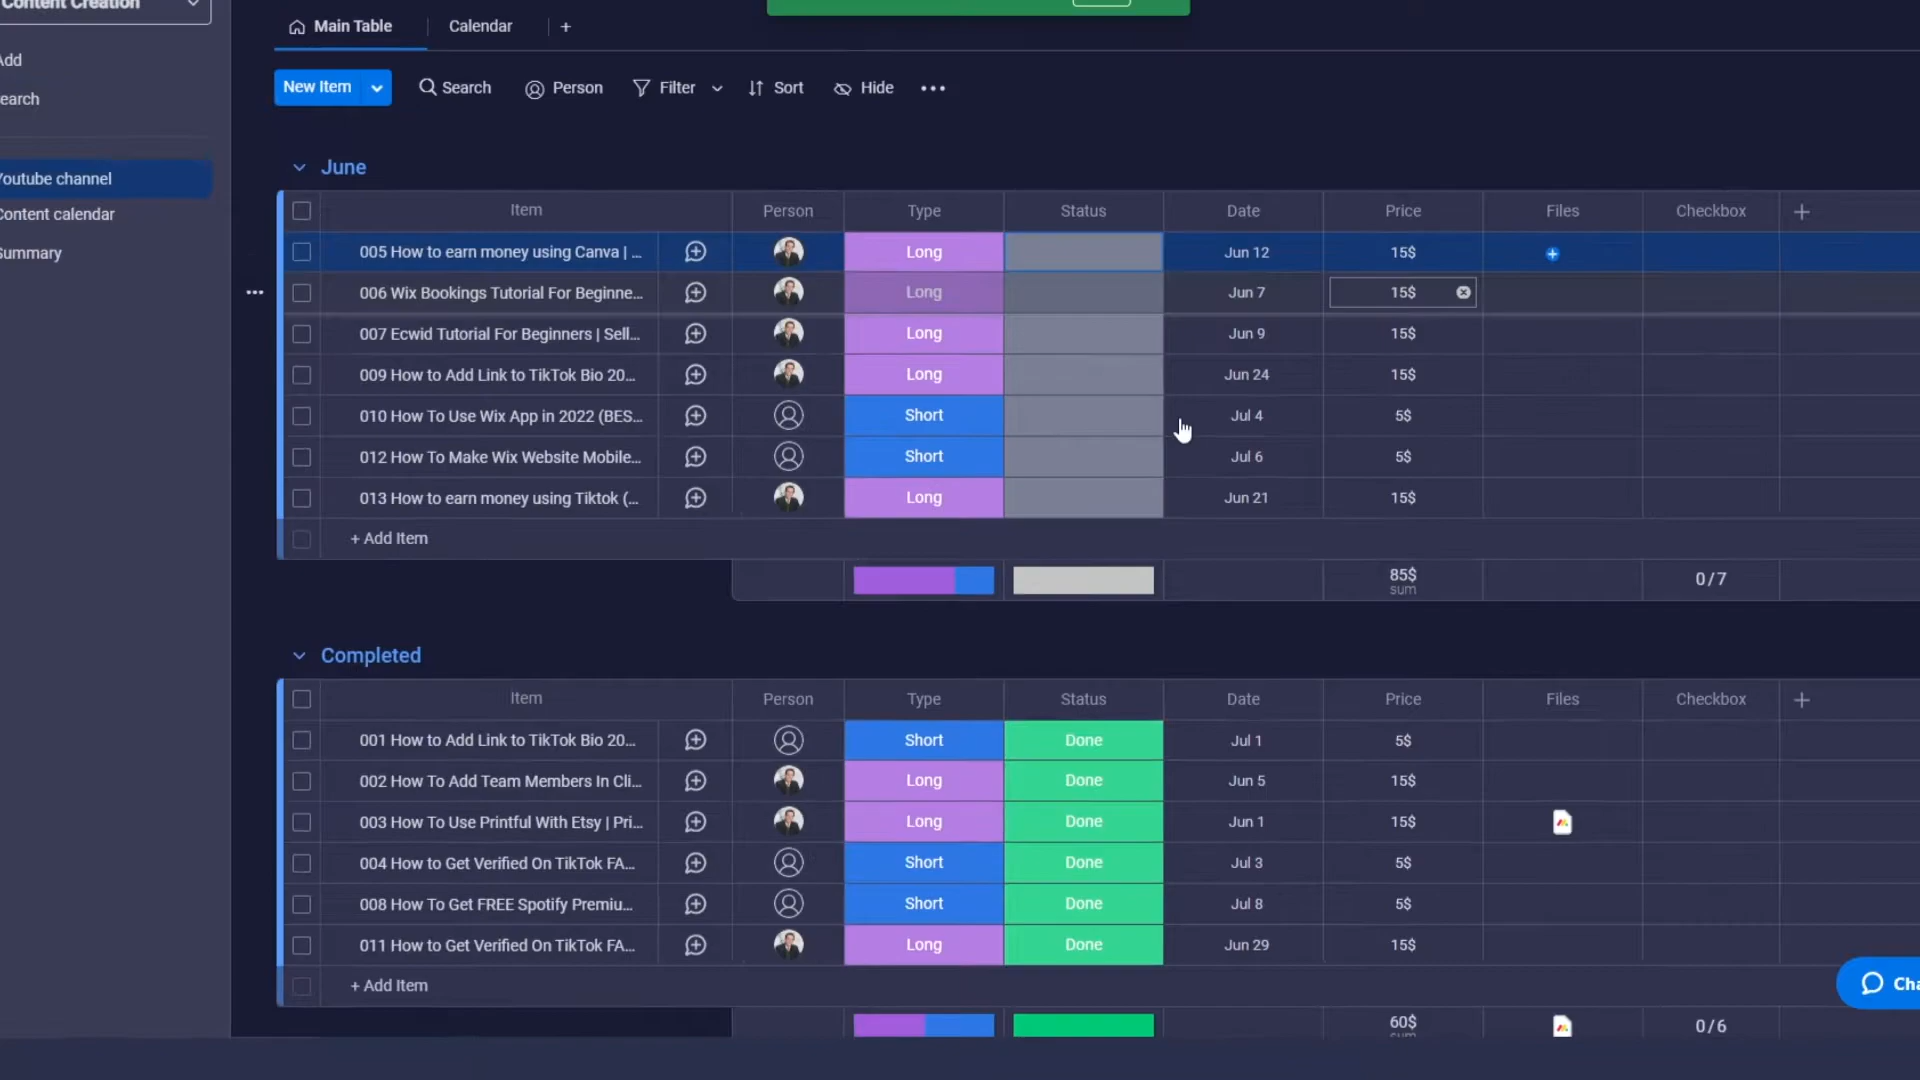 Content Creation
Main Table
Calendar
+
Add
New Item
Search
Person
Filter
Sort
Hide
earch
June
Youtube channel
Item Person Type Status Date Price Files Checkbox +
Content calendar
005 How to earn money using Canva | ... Long Jun 12 15$
Summary
006 Wix Bookings Tutorial For Beginne... Long Jun 7 15$
007 Ecwid Tutorial For Beginners | Sell... Long Jun 9 15$
009 How to Add Link to TikTok Bio 20... Long Jun 24 15$
010 How To Use Wix App in 2022 (BES... Short Jul 4 5$
012 How To Make Wix Website Mobile... Short Jul 6 5$
013 How to earn money using Tiktok (... Long Jun 21 15$
+ Add Item
85$ 0 / 7
sum
Completed
Item Person Type Status Date Price Files Checkbox +
001 How to Add Link to TikTok Bio 20... Short Done Jul 1 5$
002 How To Add Team Members In Cli... Long Done Jun 5 15$
003 How To Use Printful With Etsy | Pri... Long Done Jun 1 15$
004 How to Get Verified On TikTok FA... Short Done Jul 3 5$
008 How To Get FREE Spotify Premiu... Short Done Jul 8 5$
011 How to Get Verified On TikTok FA... Long Done Jun 29 15$
+ Add Item
Cha
60$ 0 / 6
sum